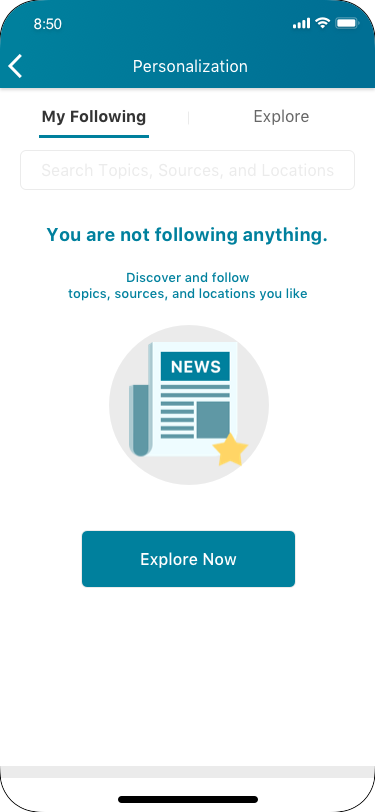 8:50
Personalization
My Following
Explore
Search Topics, Sources, and Locations
You are not following anything.
Discover and follow
topics, sources, and locations you like
NEWS
Explore Now